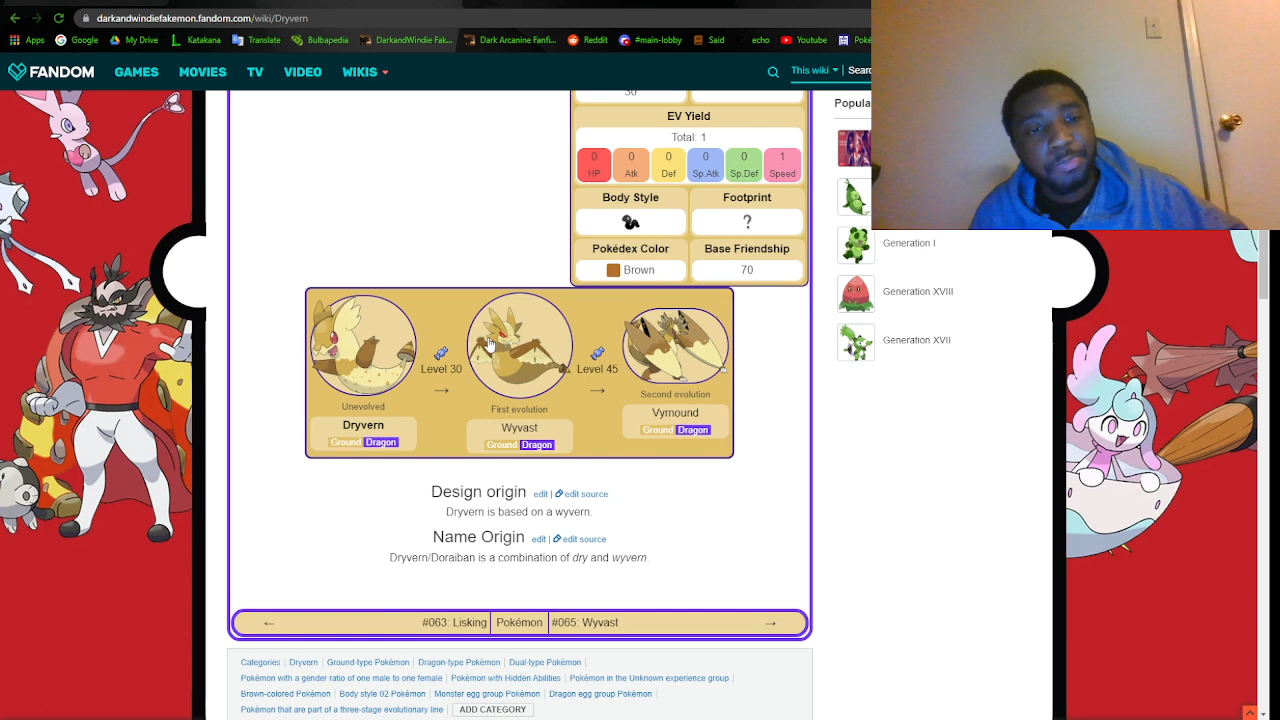 darkandwindiefakemon.fandom.com/wiki/Dryvern
Apps Google My Drive Katakana Translate Bulbapedia DarkandWindie Fak... Dark Arcanine Fanfi... Reddit #main-lobby Said echo Youtube Poké
FANDOM GAMES MOVIES TV VIDEO WIKIS This wiki Searc
Popula
30
EV Yield
Total: 1
0 0 0 0 0 1
HP Atk Def Sp.Atk Sp.Def Speed
Body Style Footprint
?
Pokédex Color Base Friendship
Brown 70
Generation I
Generation XVIII
Generation XVII
Level 30 Level 45
→ →
Unevolved First evolution Second evolution
Dryvern Wyvast Vyrnound
Ground Dragon Ground Dragon Ground Dragon
Design origin edit | edit source
Dryvern is based on a wyvern.
Name Origin edit | edit source
Dryvern/Doraiban is a combination of dry and wyvern.
← #063: Lisking Pokémon #065: Wyvast →
Categories Dryvern Ground-type Pokémon Dragon-type Pokémon Dual-type Pokémon
Pokémon with a gender ratio of one male to one female Pokémon with Hidden Abilities Pokémon in the Unknown experience group
Brown-colored Pokémon Body style 02 Pokémon Monster egg group Pokémon Dragon egg group Pokémon
Pokémon that are part of a three-stage evolutionary line ADD CATEGORY